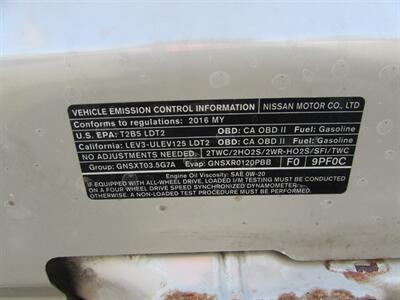 VEHICLE EMISSION CONTROL INFORMATION NISSAN MOTOR CO., LTD
Conforms to regulations: 2016 MY
U.S. EPA: T2B5 LDT2 OBD: CA OBD II Fuel: Gasoline
California: LEV3-ULEV125 LDT2 OBD: CA OBD II Fuel: Gasoline
NO ADJUSTMENTS NEEDED. 2TWC/2HO2S/2WR-HO2S/SFI/TWC
Group: GNSXT03.5G7A Evap: GNSXR0120PBB F0 9PF0C
Engine Oil Viscosity: SAE 0W-20
IF EQUIPPED WITH ALL-WHEEL DRIVE, LOADED I/M TESTING MUST BE CONDUCTED
ON A FOUR WHEEL DRIVE SPEED SYNCHRONIZED DYNAMOMETER.
OTHERWISE, A NON-LOADED TEST MUST BE CONDUCTED.